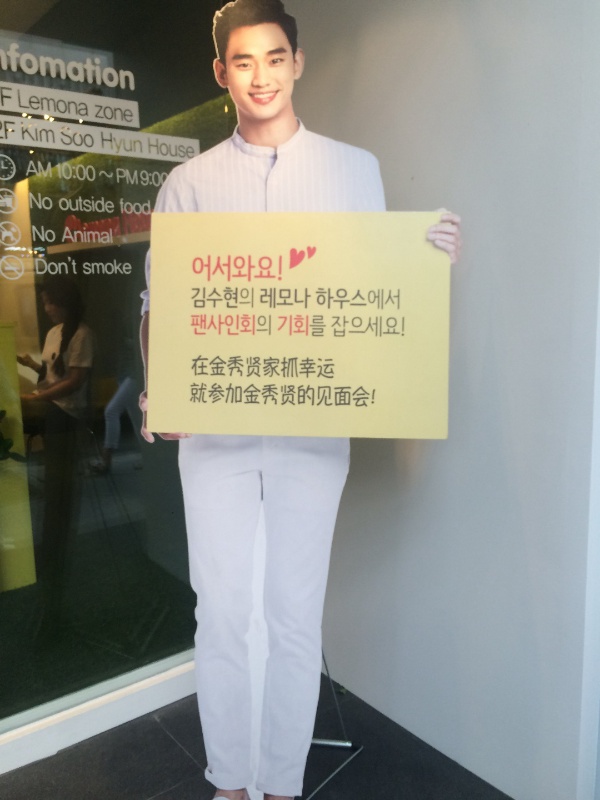 nfomation
F Lemona zone
2F Kim Soo Hyun House
AM 10:00 ~ PM 9:00
No outside food
No Animal
Don't smoke
어서와요!
김수현의 레모나 하우스에서
팬사인회의 기회를 잡으세요!
在金秀贤家抓幸运
就参加金秀贤的见面会!